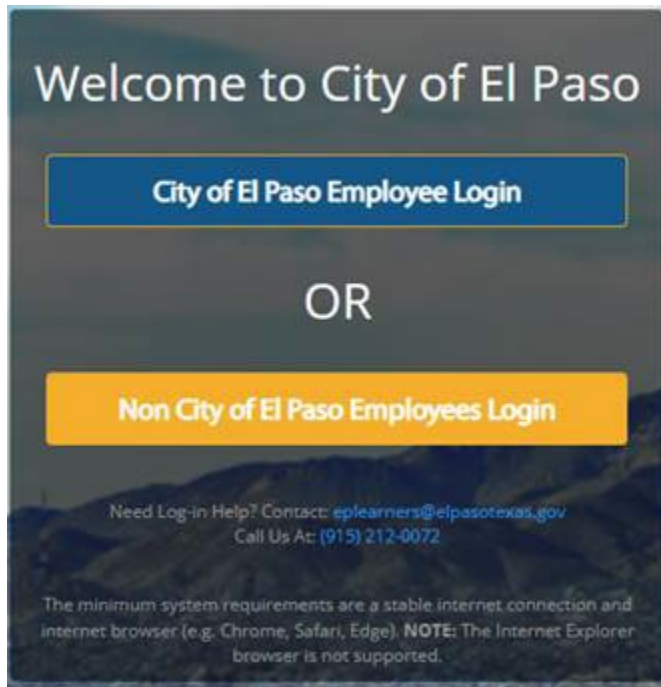 Welcome to City of El Paso
City of El Paso Employee Login
OR
Non City of El Paso Employees Login
Need Log-in Help? Contact: eplearners@elpasotexas.gov
Call Us At: (915) 212-0072
The minimum system requirements are a stable internet connection and
internet browser (e.g. Chrome, Safari, Edge). NOTE: The Internet Explorer
browser is not supported.